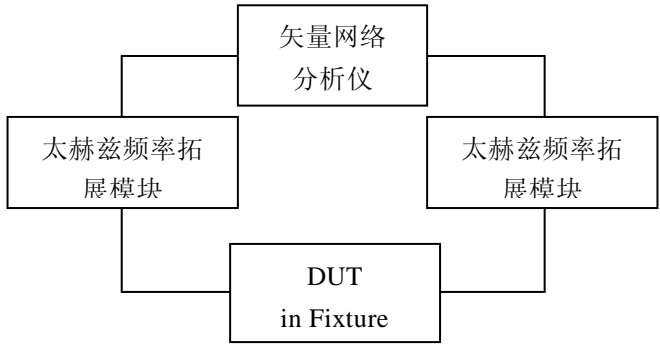 矢量网络
分析仪
太赫兹频率拓
展模块
太赫兹频率拓
展模块
DUT
in Fixture